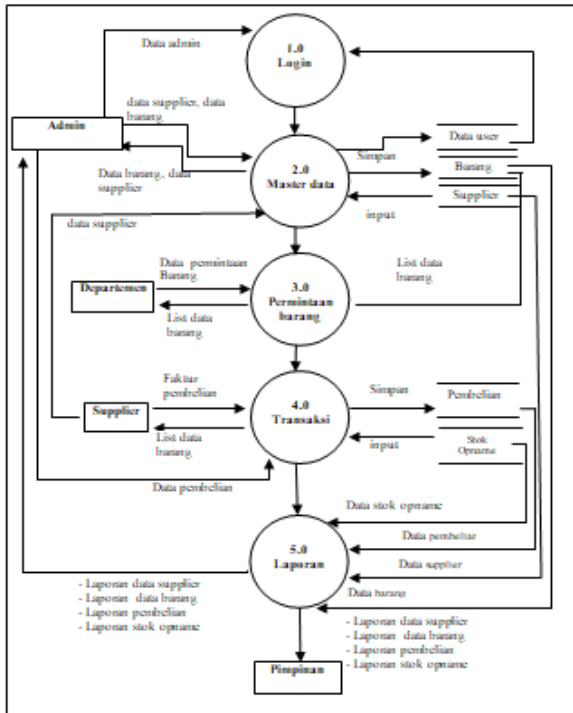 Data admin
1.0
Login
Admin
data supplier, data
barang
Data barang, data
supplier
data supplier
2.0
Master data
Simpan
Data user
Barang
Supplier
input
List data
barang
Departemen
Data permintaan
Barang
List data
barang
3.0
Permintaan
barang
Supplier
Faktur
pembelian
List data
barang
4.0
Transaksi
Simpan
Pembelian
input
Stok
Opname
Data pembelian
Data stok opname
Data pembelian
Data supplier
Data barang
5.0
Laporan
- Laporan data supplier
- Laporan data barang
- Laporan pembelian
- Laporan stok opname
- Laporan data supplier
- Laporan data barang
- Laporan pembelian
- Laporan stok opname
Pimpinan